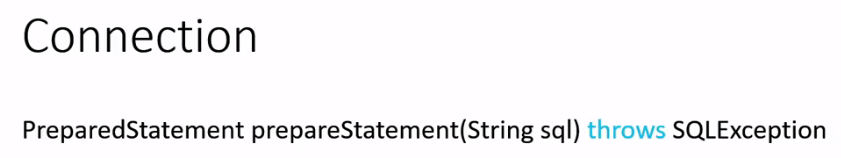 Connection
PreparedStatement prepareStatement(String sql) throws SQLException